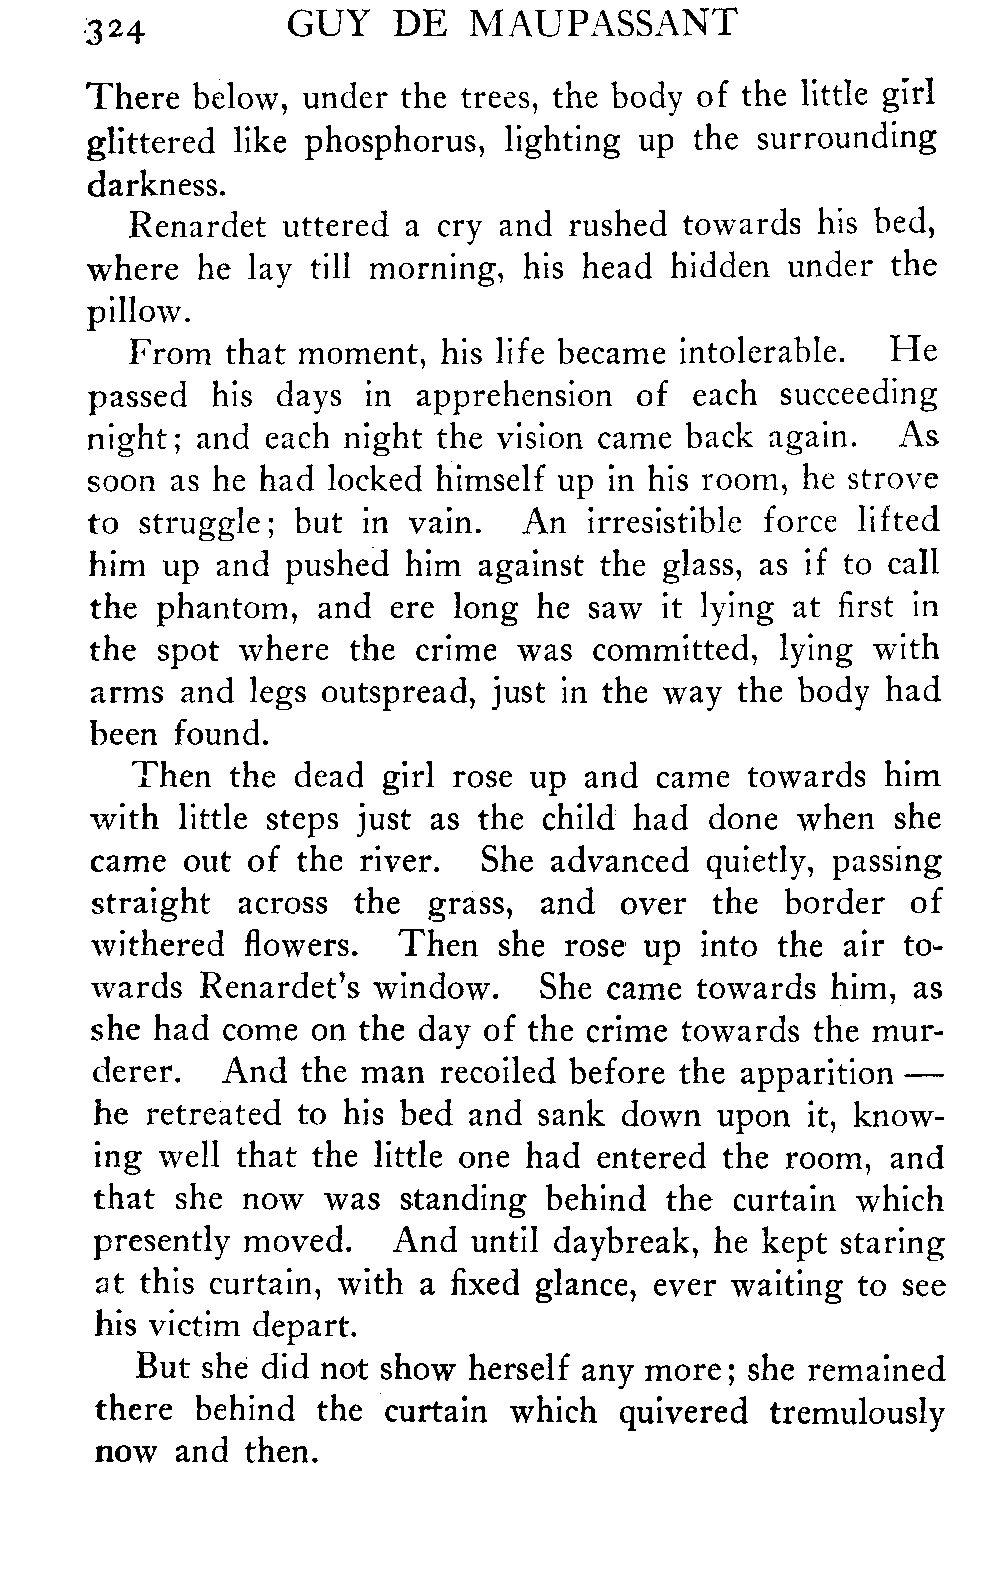 324 GUY DE MAUPASSANT
There below, under the trees, the body of the little girl
glittered like phosphorus, lighting up the surrounding
darkness.
Renardet uttered a cry and rushed towards his bed,
where he lay till morning, his head hidden under the
pillow.
From that moment, his life became intolerable. He
passed his days in apprehension of each succeeding
night; and each night the vision came back again. As
soon as he had locked himself up in his room, he strove
to struggle; but in vain. An irresistible force lifted
him up and pushed him against the glass, as if to call
the phantom, and ere long he saw it lying at first in
the spot where the crime was committed, lying with
arms and legs outspread, just in the way the body had
been found.
Then the dead girl rose up and came towards him
with little steps just as the child had done when she
came out of the river. She advanced quietly, passing
straight across the grass, and over the border of
withered flowers. Then she rose up into the air to-
wards Renardet's window. She came towards him, as
she had come on the day of the crime towards the mur-
derer. And the man recoiled before the apparition —
he retreated to his bed and sank down upon it, know-
ing well that the little one had entered the room, and
that she now was standing behind the curtain which
presently moved. And until daybreak, he kept staring
at this curtain, with a fixed glance, ever waiting to see
his victim depart.
But she did not show herself any more; she remained
there behind the curtain which quivered tremulously
now and then.